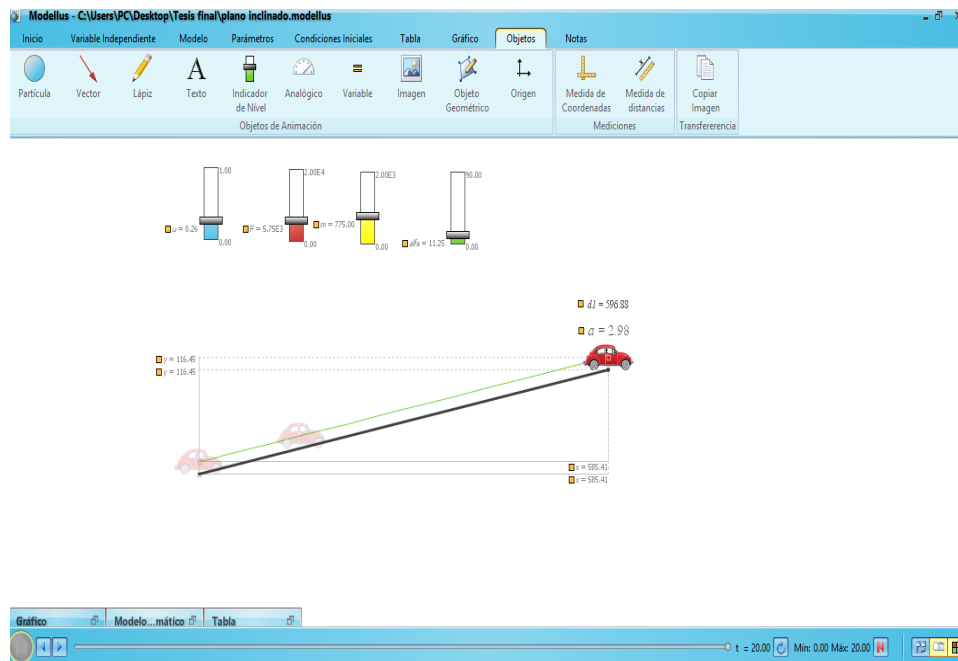 Modellus - C:\Users\PC\Desktop\Tesis final\plano inclinado.modellus
Inicio Variable Independiente Modelo Parámetros Condiciones Iniciales Tabla Gráfico Objetos Notas
Partícula Vector Lápiz Texto Indicador de Nivel Analógico Variable Imagen Objeto Geométrico Origen Medida de Coordenadas Medida de distancias Copiar Imagen
Objetos de Animación Mediciones Transfererencia
1.00 2.00E4 2.00E3 90.00
u = 0.26 F = 5.75E3 m = 775.00 alfa = 11.25
0.00 0.00 0.00 0.00
d1 = 596.88
a = 2.98
y = 116.45
y = 116.45
x = 585.41
x = 585.41
Gráfico Modelo...mático Tabla
t = 20.00 Mín: 0.00 Máx: 20.00